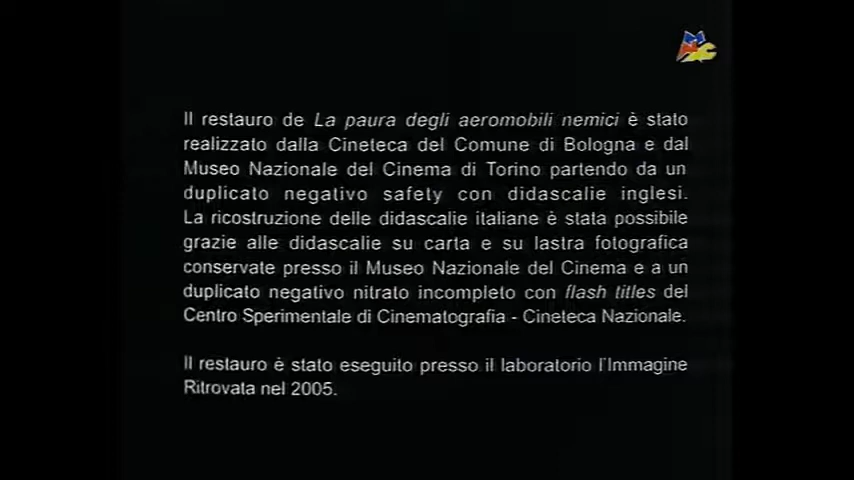 Il restauro de La paura degli aeromobili nemici è stato
realizzato dalla Cineteca del Comune di Bologna e dal
Museo Nazionale del Cinema di Torino partendo da un
duplicato negativo safety con didascalie inglesi.
La ricostruzione delle didascalie italiane è stata possibile
grazie alle didascalie su carta e su lastra fotografica
conservate presso il Museo Nazionale del Cinema e a un
duplicato negativo nitrato incompleto con flash titles del
Centro Sperimentale di Cinematografia - Cineteca Nazionale.
Il restauro è stato eseguito presso il laboratorio l'Immagine
Ritrovata nel 2005.